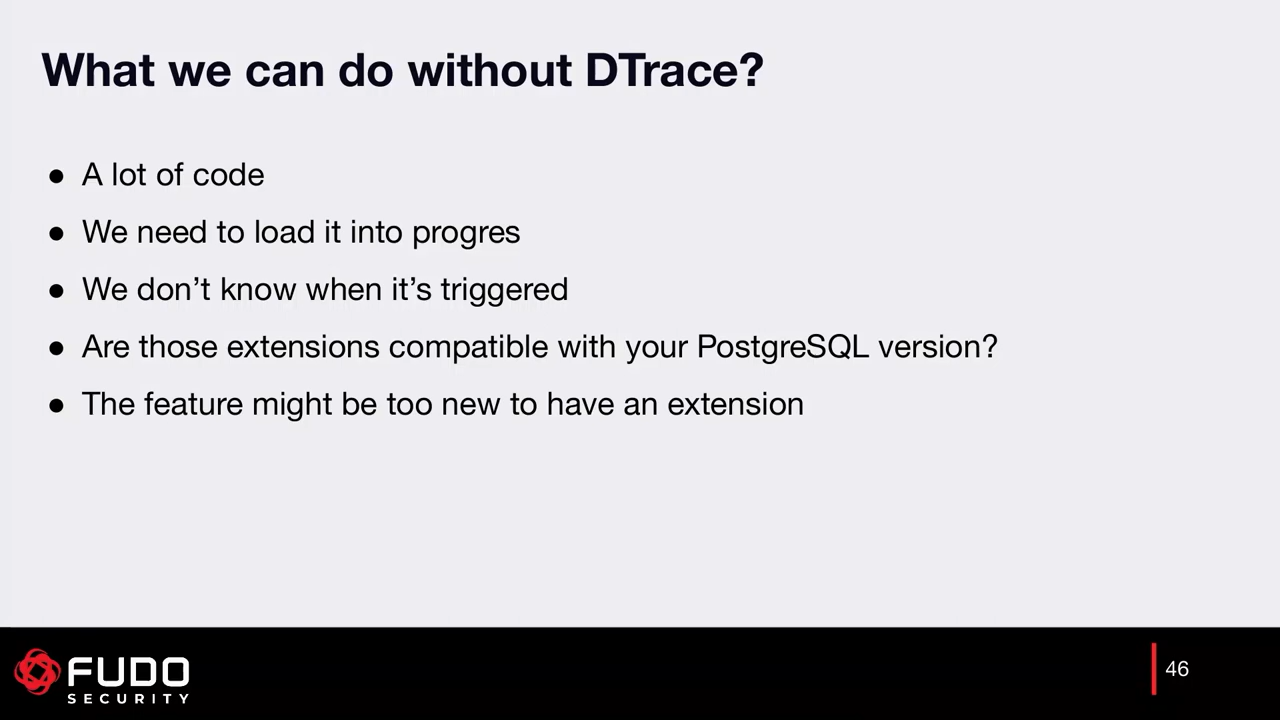 What we can do without DTrace?
● A lot of code
● We need to load it into progres
● We don’t know when it’s triggered
● Are those extensions compatible with your PostgreSQL version?
● The feature might be too new to have an extension
FUDO
SECURITY
46